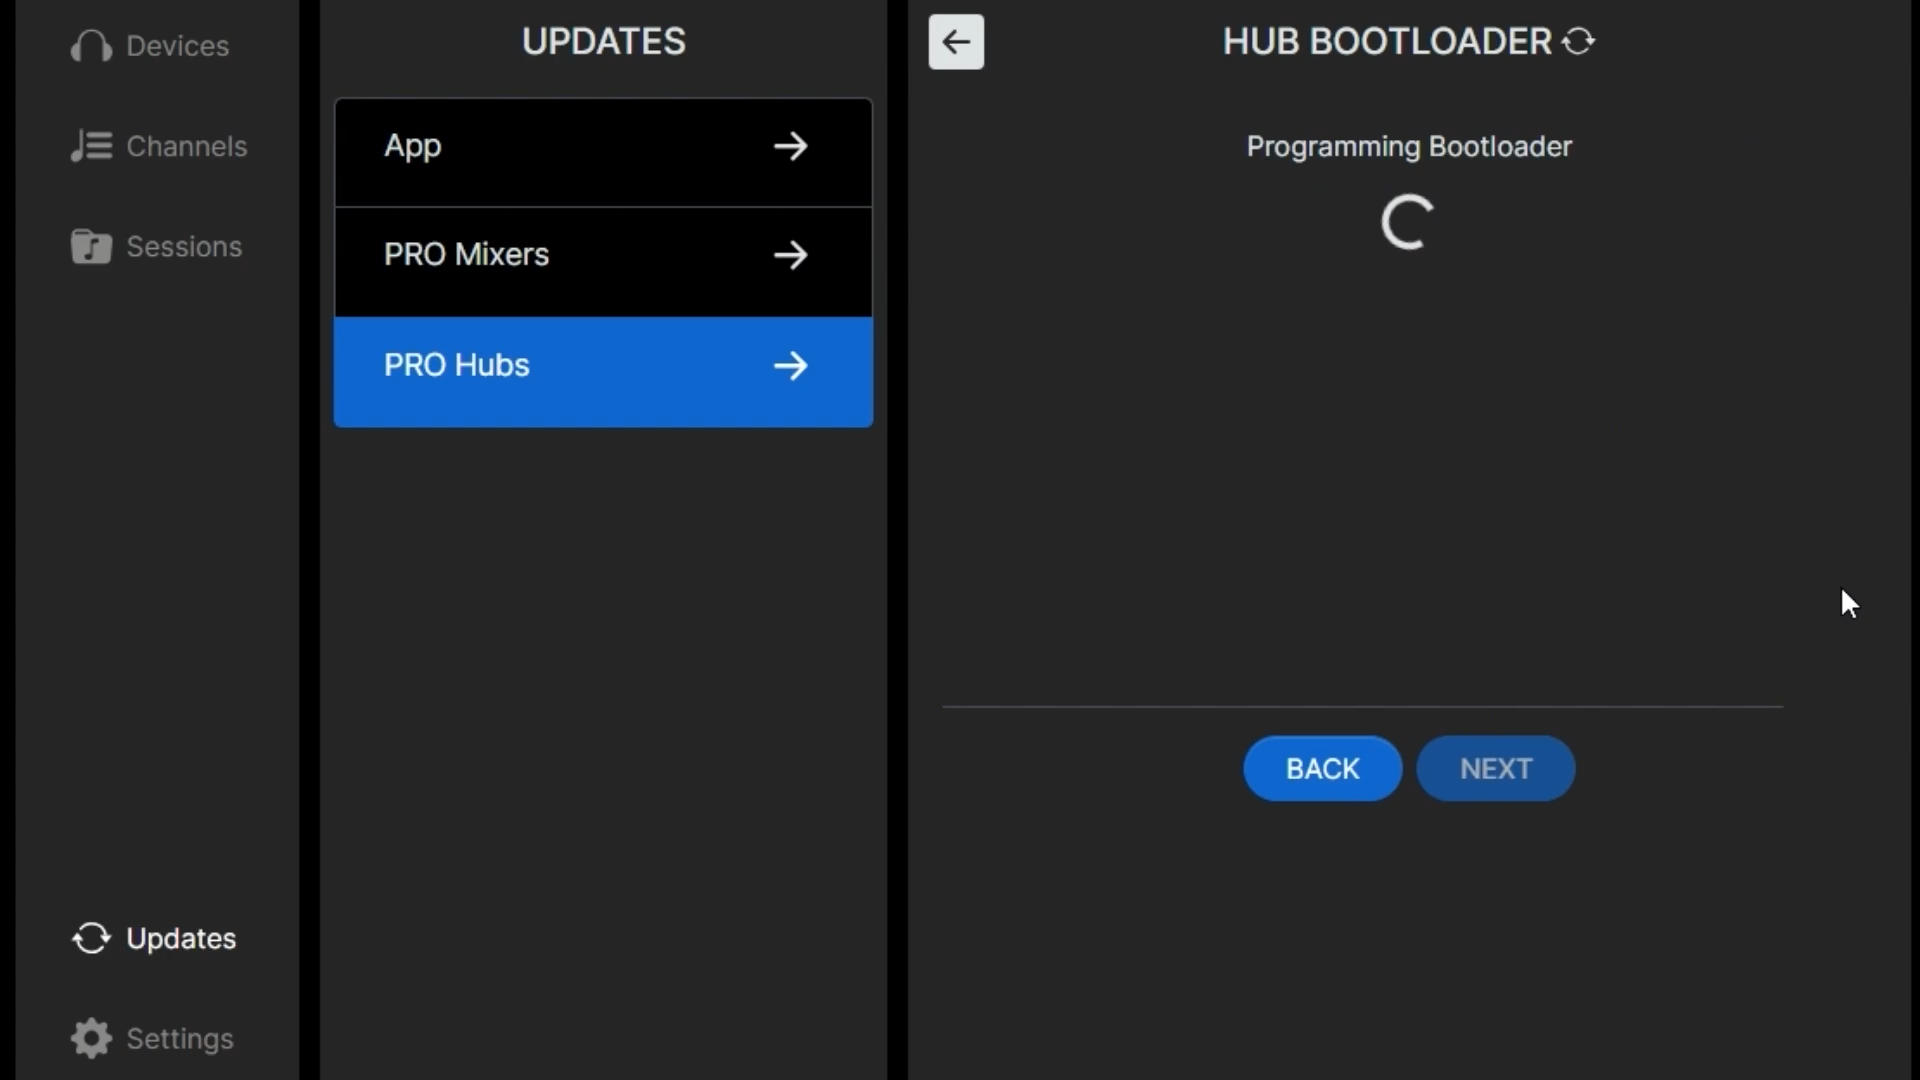 Devices
Channels
Sessions
Updates
Settings
UPDATES
App
PRO Mixers
PRO Hubs
HUB BOOTLOADER
Programming Bootloader
BACK
NEXT